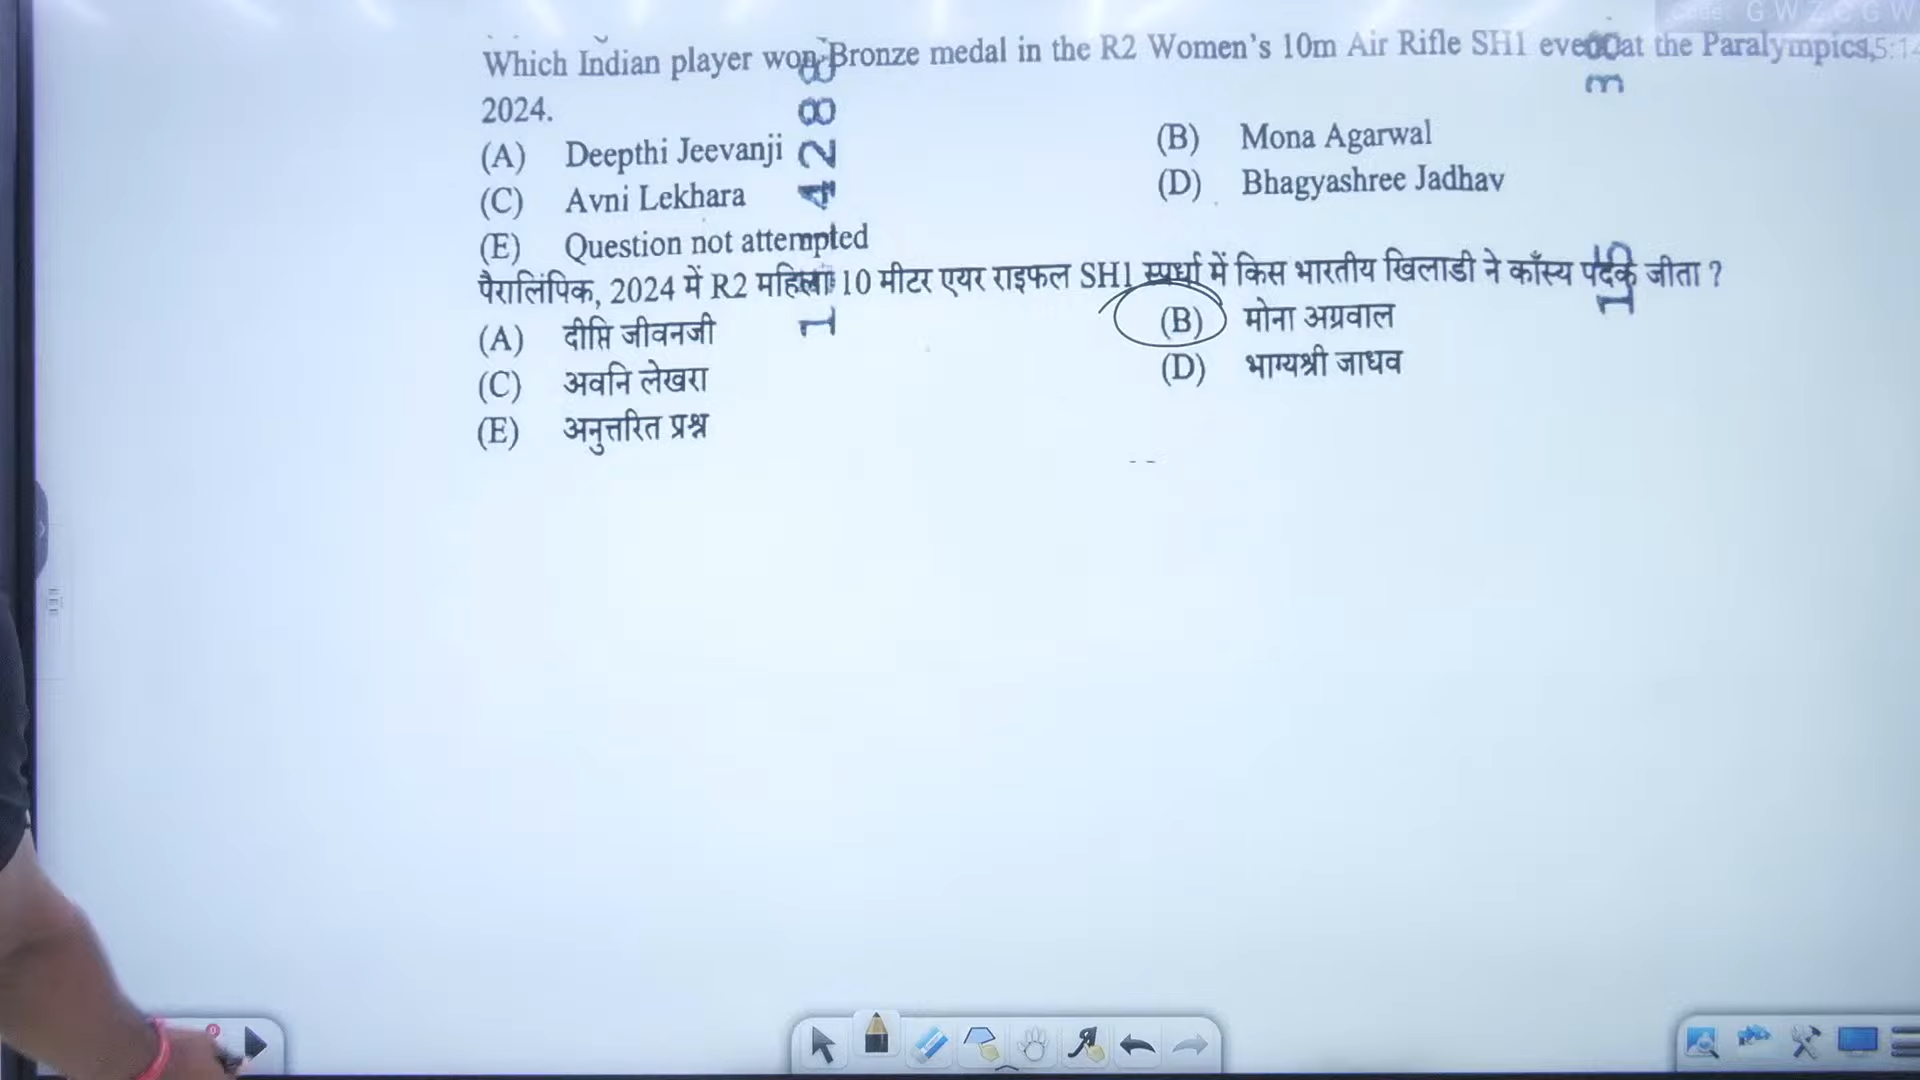 Code: G W Z C G W
Which Indian player won Bronze medal in the R2 Women's 10m Air Rifle SH1 event at the Paralympics,
2024.
(A) Deepthi Jeevanji (B) Mona Agarwal
(C) Avni Lekhara (D) Bhagyashree Jadhav
(E) Question not attempted
पैरालिंपिक, 2024 में R2 महिला 10 मीटर एयर राइफल SH1 स्पर्धा में किस भारतीय खिलाडी ने काँस्य पदक जीता ?
(A) दीप्ति जीवनजी (B) मोना अग्रवाल
(C) अवनि लेखरा (D) भाग्यश्री जाधव
(E) अनुत्तरित प्रश्न